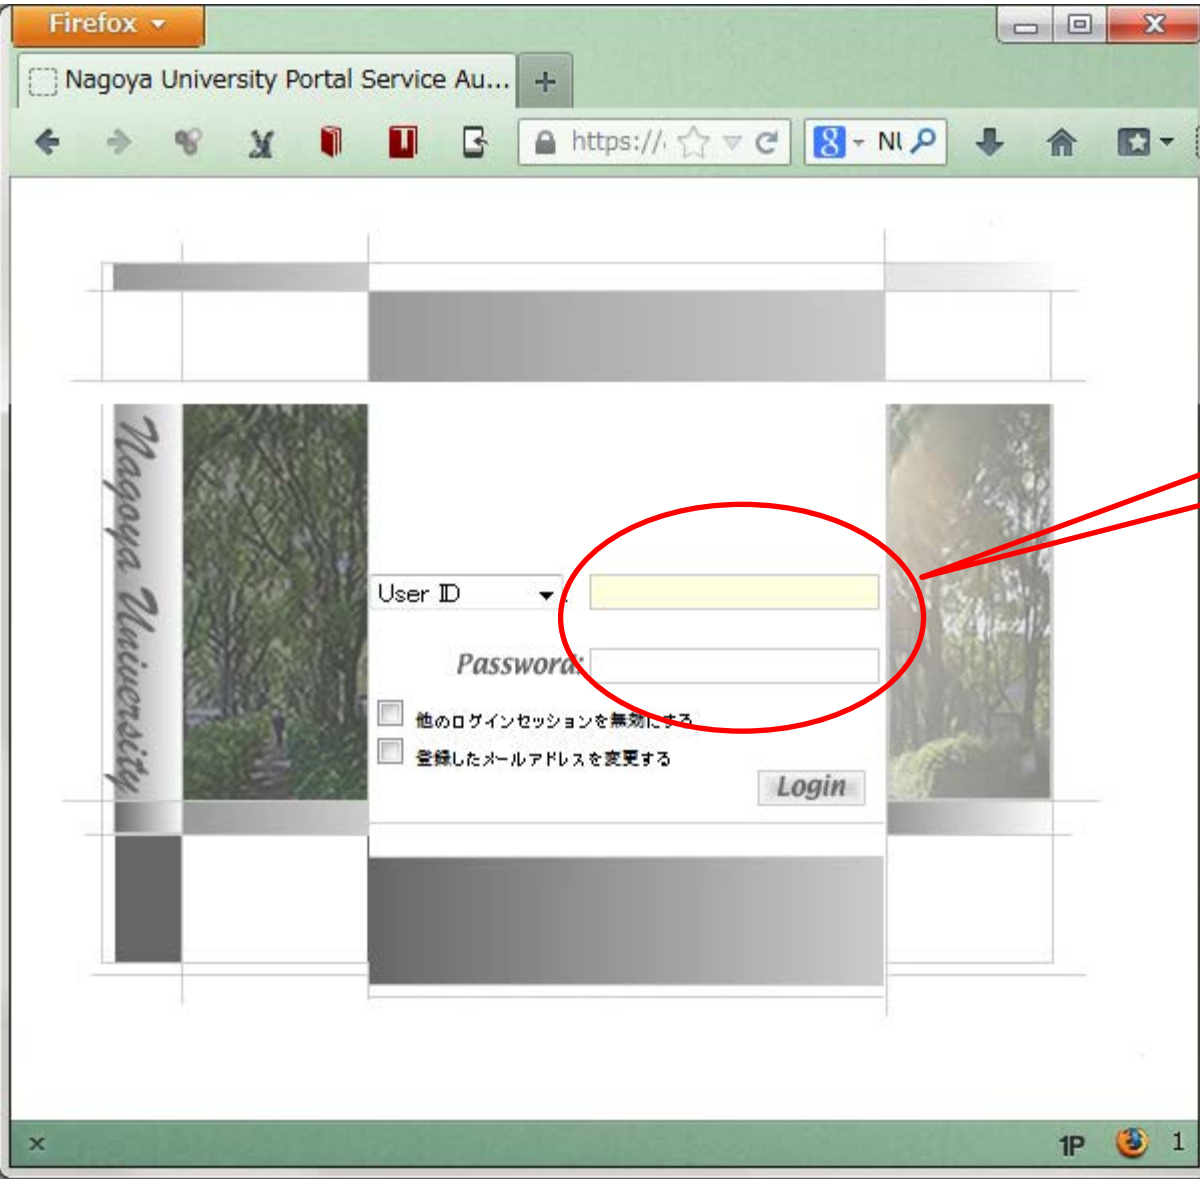 Firefox
Nagoya University Portal Service Au...
https://
8 NU
Nagoya University
User ID
Password:
他のログインセッションを無効にする
登録したメールアドレスを変更する
Login
1P 1